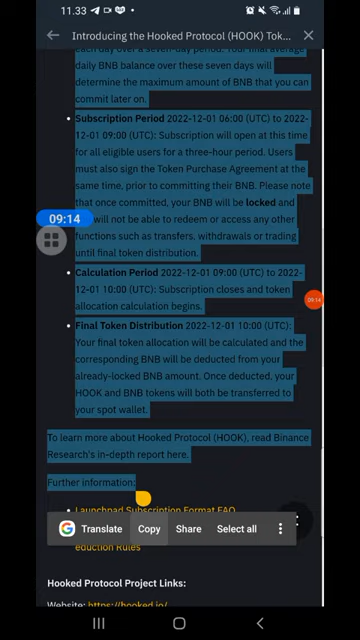 11.33
Introducing the Hooked Protocol (HOOK) Tok...
each day over a seven-day period. Your final average
daily BNB balance over these seven days will
determine the maximum amount of BNB that you can
commit later on.
• Subscription Period 2022-12-01 06:00 (UTC) to 2022-
12-01 09:00 (UTC): Subscription will open at this time
for all eligible users for a three-hour period. Users
must also sign the Token Purchase Agreement at the
same time, prior to committing their BNB. Please note
that once committed, your BNB will be locked and
09:14
will not be able to redeem or access any other
functions such as transfers, withdrawals or trading
until final token distribution.
• Calculation Period 2022-12-01 09:00 (UTC) to 2022-
12-01 10:00 (UTC): Subscription closes and token
allocation calculation begins.
09:14
• Final Token Distribution 2022-12-01 10:00 (UTC):
Your final token allocation will be calculated and the
corresponding BNB will be deducted from your
already-locked BNB amount. Once deducted, your
HOOK and BNB tokens will both be transferred to
your spot wallet.
To learn more about Hooked Protocol (HOOK), read Binance
Research's in-depth report here.
Further information:
• Launchpad Subscription Format FAQ
Translate Copy Share Select all
eduction Rules
Hooked Protocol Project Links:
Website: https://hooked.io/